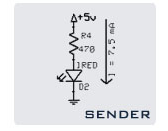 +5v
R4
470
1RED
D2
I = 7.5 mA
SENDER